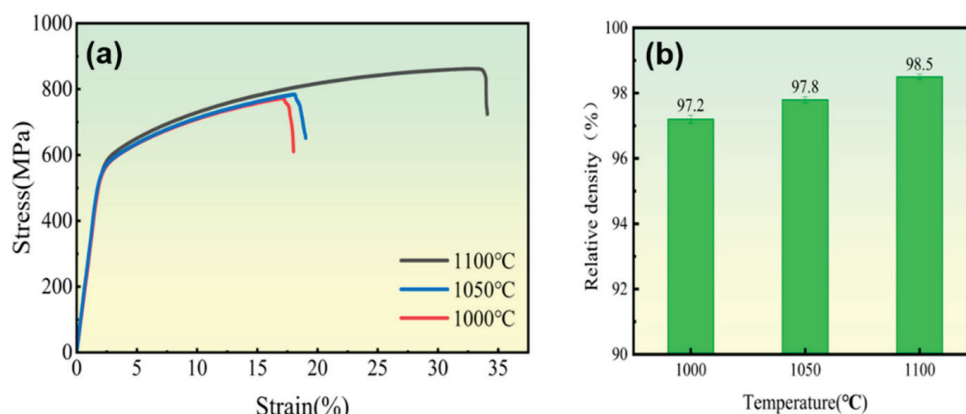 (a)
1000
800
600
400
200
0
Stress(MPa)
0 5 10 15 20 25 30 35
Strain(%)
1100℃
1050℃
1000℃
(b)
100
98
96
94
92
90
Relative density（%）
97.2
97.8
98.5
1000 1050 1100
Temperature(℃)